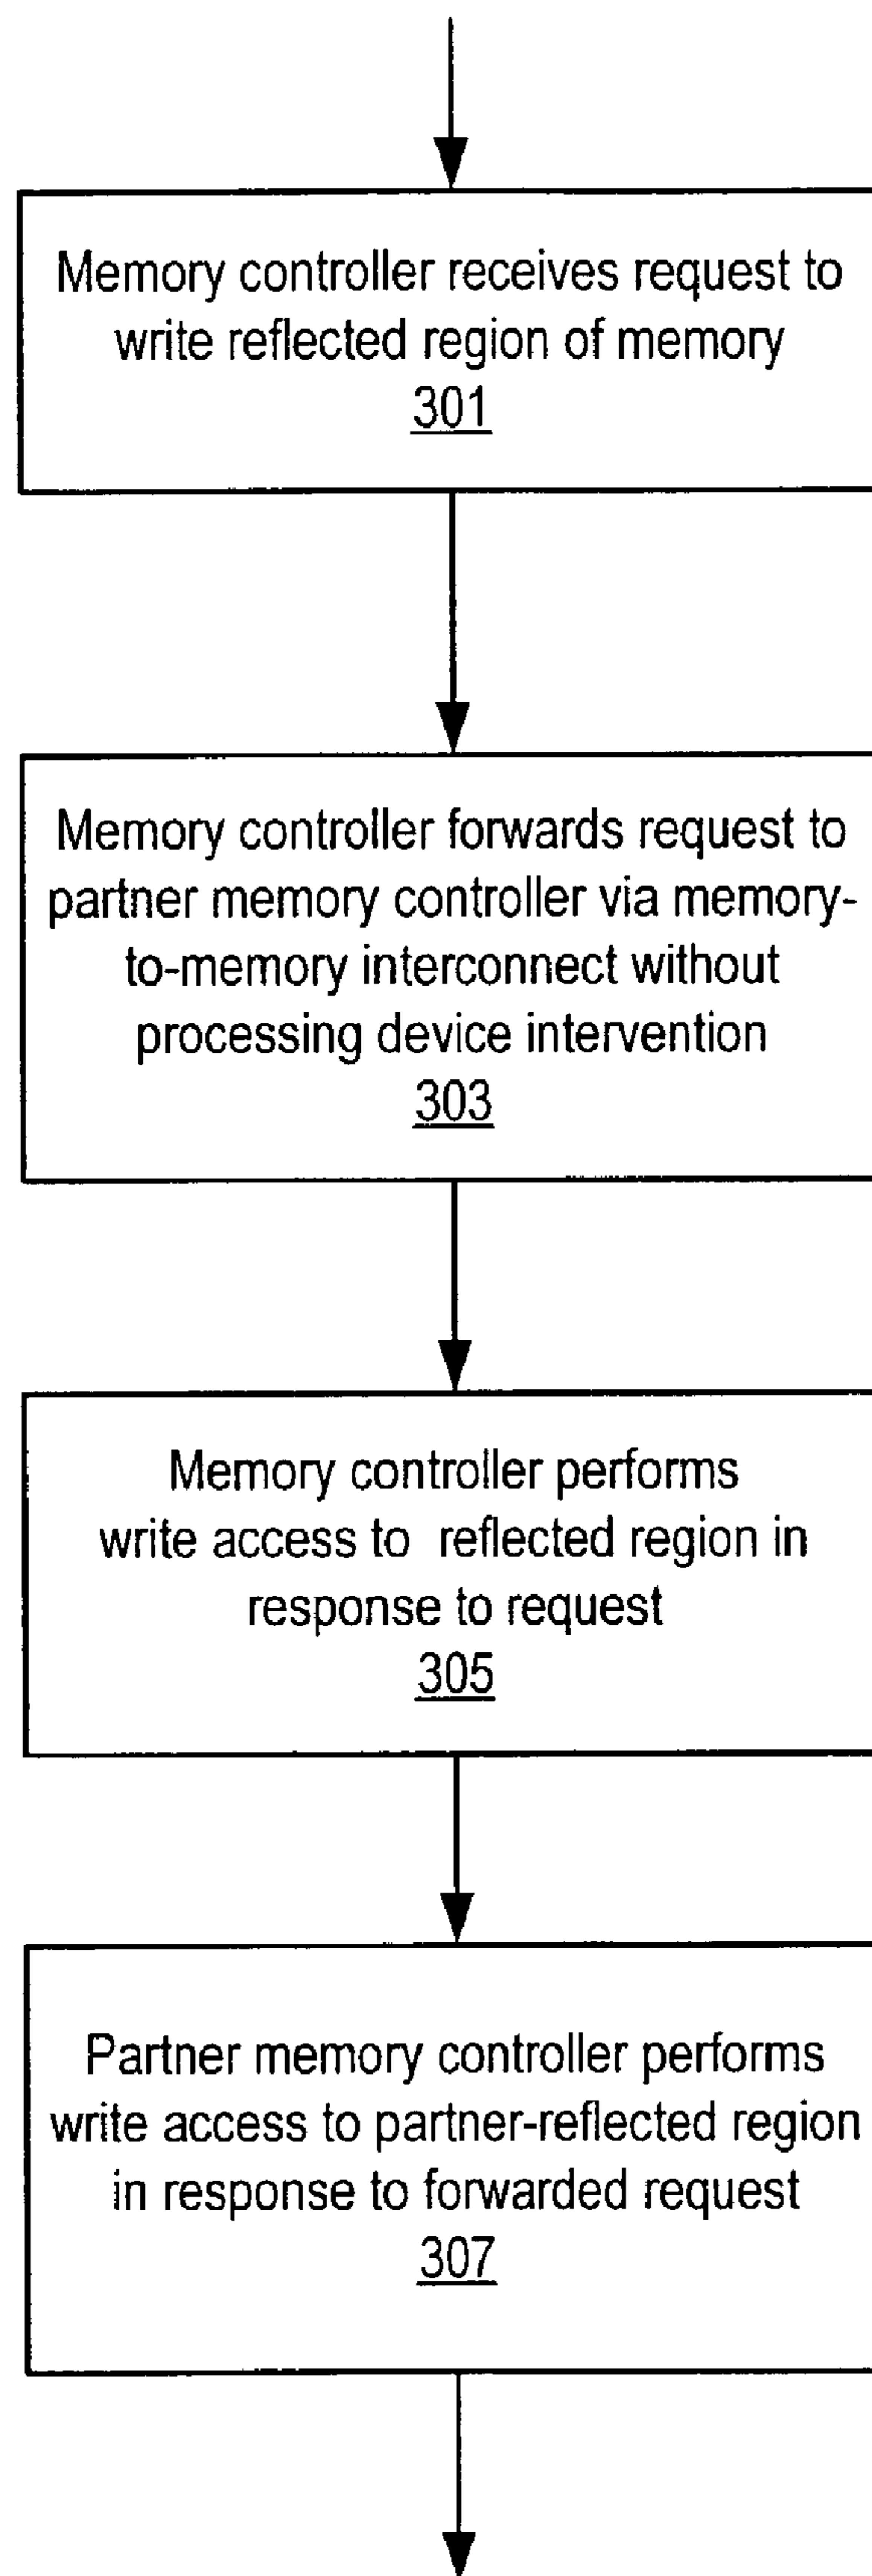 Memory controller receives request to
write reflected region of memory
301
Memory controller forwards request to
partner memory controller via memory-
to-memory interconnect without
processing device intervention
303
Memory controller performs
write access to reflected region in
response to request
305
Partner memory controller performs
write access to partner-reflected region
in response to forwarded request
307